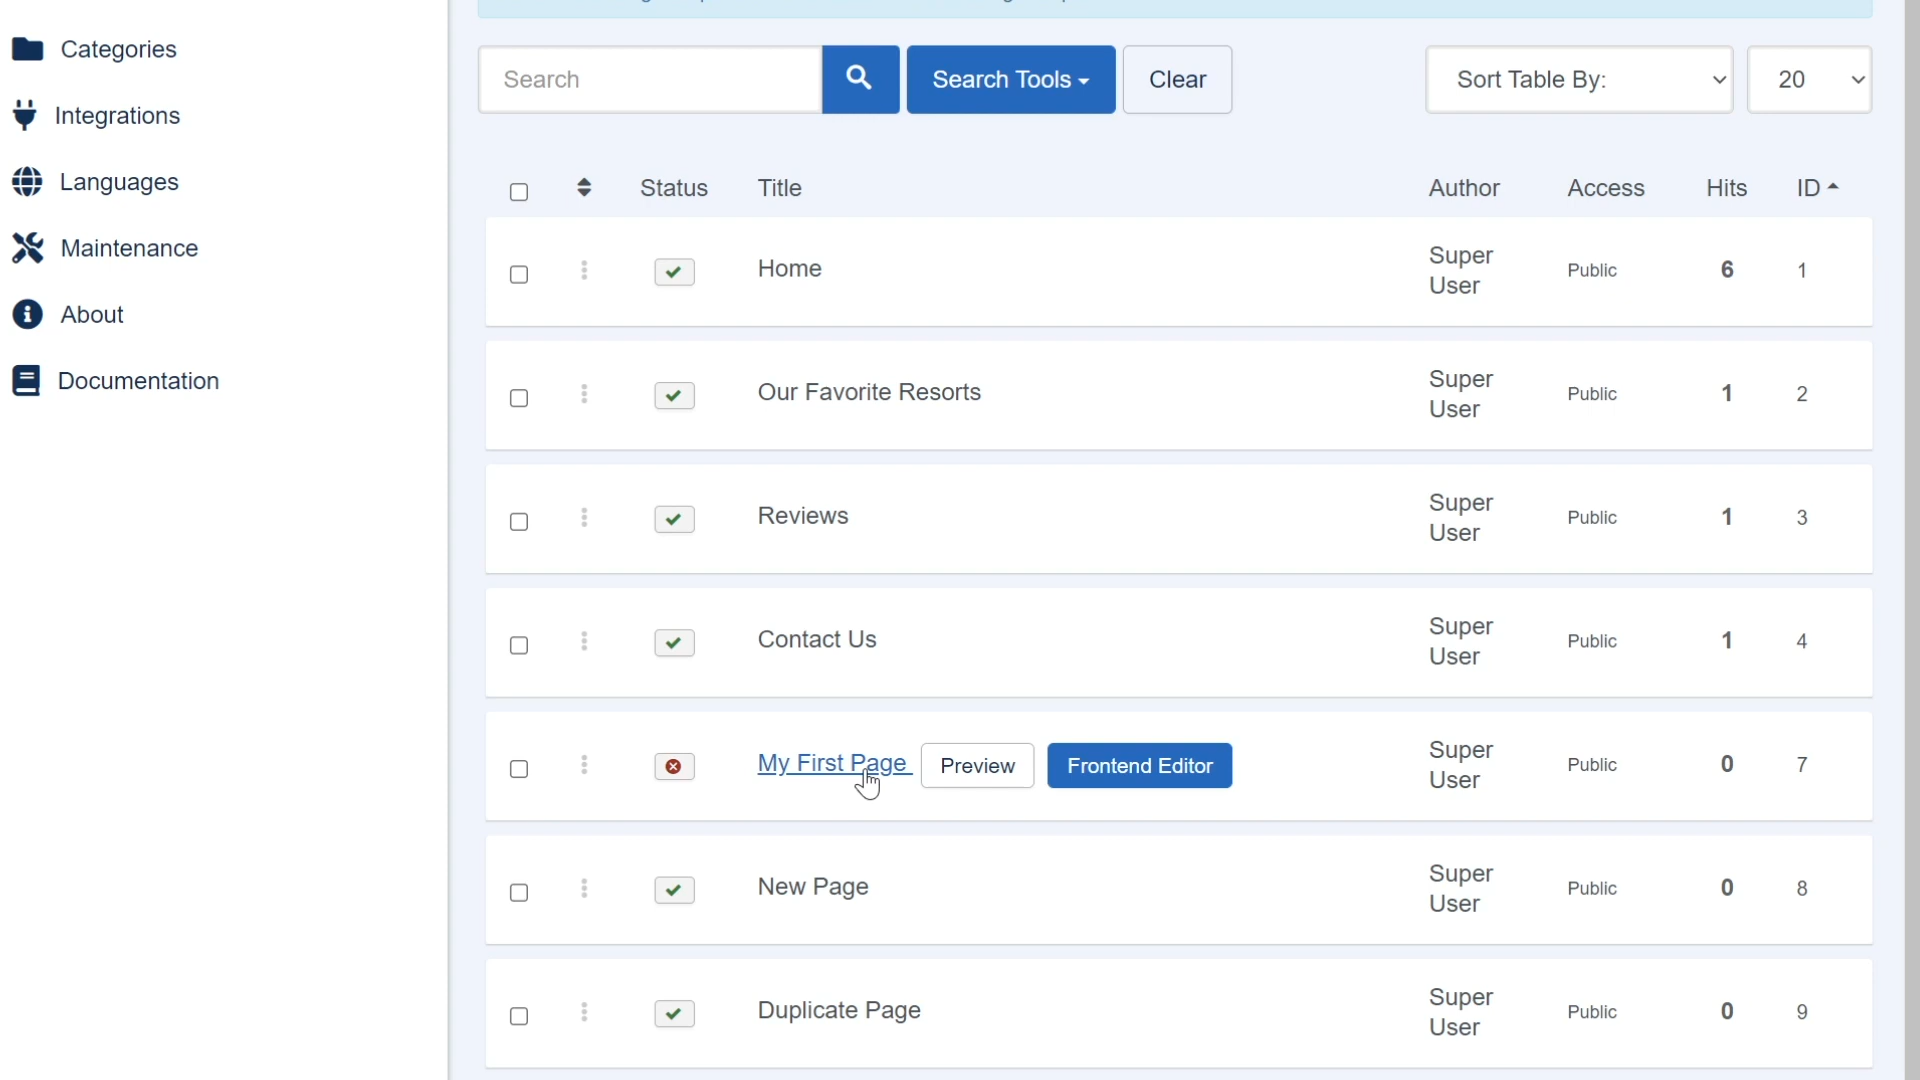 Categories
Integrations
Languages
Maintenance
About
Documentation
Search
Search Tools
Clear
Sort Table By:
20
Status Title Author Access Hits ID
Home Super User Public 6 1
Our Favorite Resorts Super User Public 1 2
Reviews Super User Public 1 3
Contact Us Super User Public 1 4
My First Page Preview Frontend Editor Super User Public 0 7
New Page Super User Public 0 8
Duplicate Page Super User Public 0 9